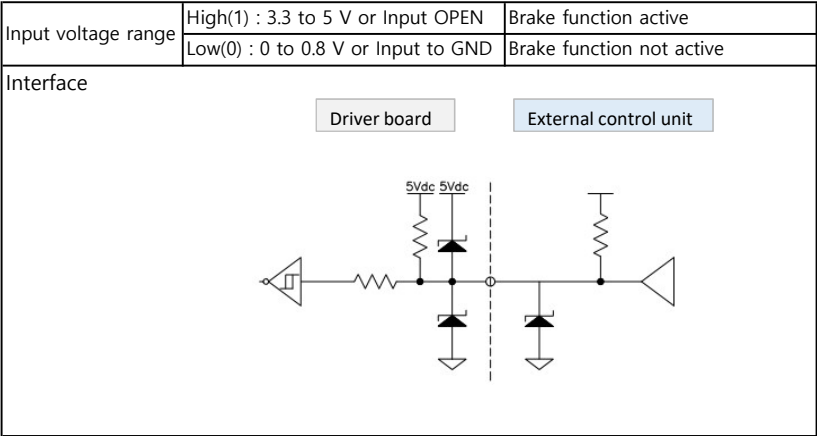 Input voltage range
High(1) : 3.3 to 5 V or Input OPEN
Brake function active
Low(0) : 0 to 0.8 V or Input to GND
Brake function not active
Interface
Driver board
External control unit
5Vdc 5Vdc